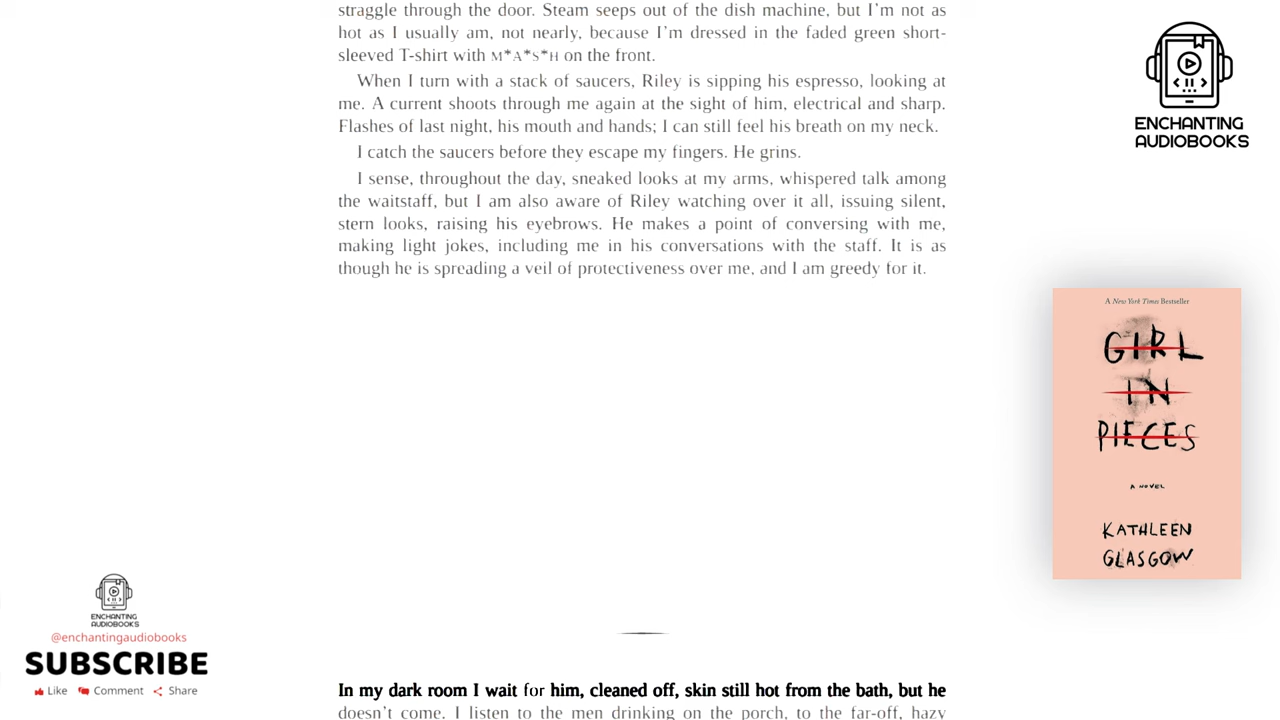 straggle through the door. Steam seeps out of the dish machine, but I'm not as
hot as I usually am, not nearly, because I'm dressed in the faded green short-
sleeved T-shirt with M*A*S*H on the front.
When I turn with a stack of saucers, Riley is sipping his espresso, looking at
me. A current shoots through me again at the sight of him, electrical and sharp.
Flashes of last night, his mouth and hands; I can still feel his breath on my neck.
I catch the saucers before they escape my fingers. He grins.
I sense, throughout the day, sneaked looks at my arms, whispered talk among
the waitstaff, but I am also aware of Riley watching over it all, issuing silent,
stern looks, raising his eyebrows. He makes a point of conversing with me,
making light jokes, including me in his conversations with the staff. It is as
though he is spreading a veil of protectiveness over me, and I am greedy for it.
In my dark room I wait for him, cleaned off, skin still hot from the bath, but he
doesn't come. I listen to the men drinking on the porch, to the far-off, hazy
ENCHANTING
AUDIOBOOKS
A New York Times Bestseller
GIRL
IN
PIECES
A NOVEL
KATHLEEN
GLASGOW
ENCHANTING
AUDIOBOOKS
@enchantingaudiobooks
SUBSCRIBE
Like Comment Share